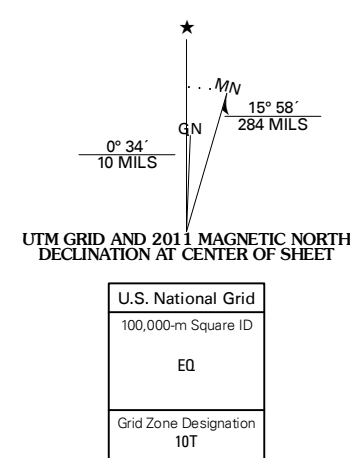 ★
MN
GN
15° 58´
284 MILS
0° 34´
10 MILS
UTM GRID AND 2011 MAGNETIC NORTH
DECLINATION AT CENTER OF SHEET
U.S. National Grid
100,000-m Square ID
EQ
Grid Zone Designation
10T